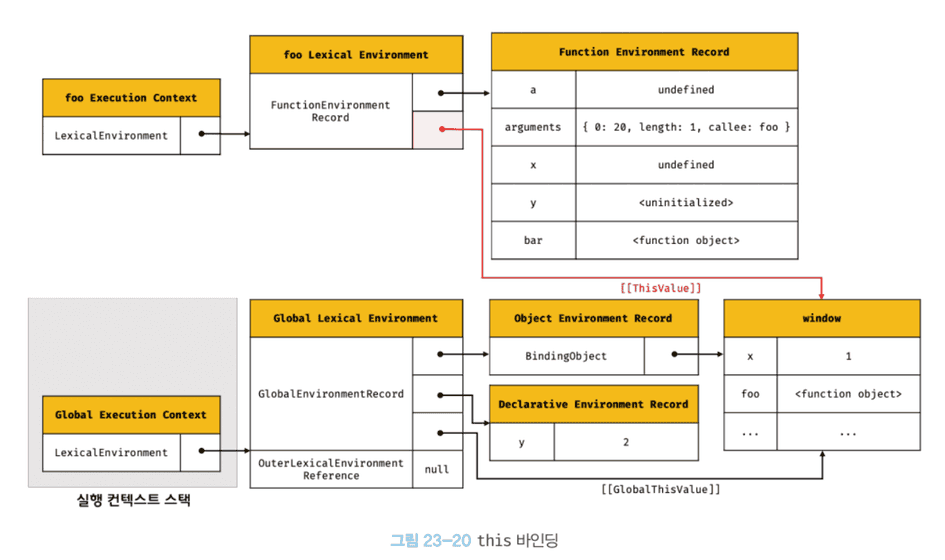 foo Execution Context
LexicalEnvironment
foo Lexical Environment
FunctionEnvironment
Record
Function Environment Record
a undefined
arguments { 0: 20, length: 1, callee: foo }
x undefined
y <uninitialized>
bar <function object>
[[ThisValue]]
Global Execution Context
LexicalEnvironment
실행 컨텍스트 스택
Global Lexical Environment
GlobalEnvironmentRecord
OuterLexicalEnvironment
Reference
null
Object Environment Record
BindingObject
Declarative Environment Record
y 2
window
x 1
foo <function object>
... ...
[[GlobalThisValue]]
그림 23-20 this 바인딩